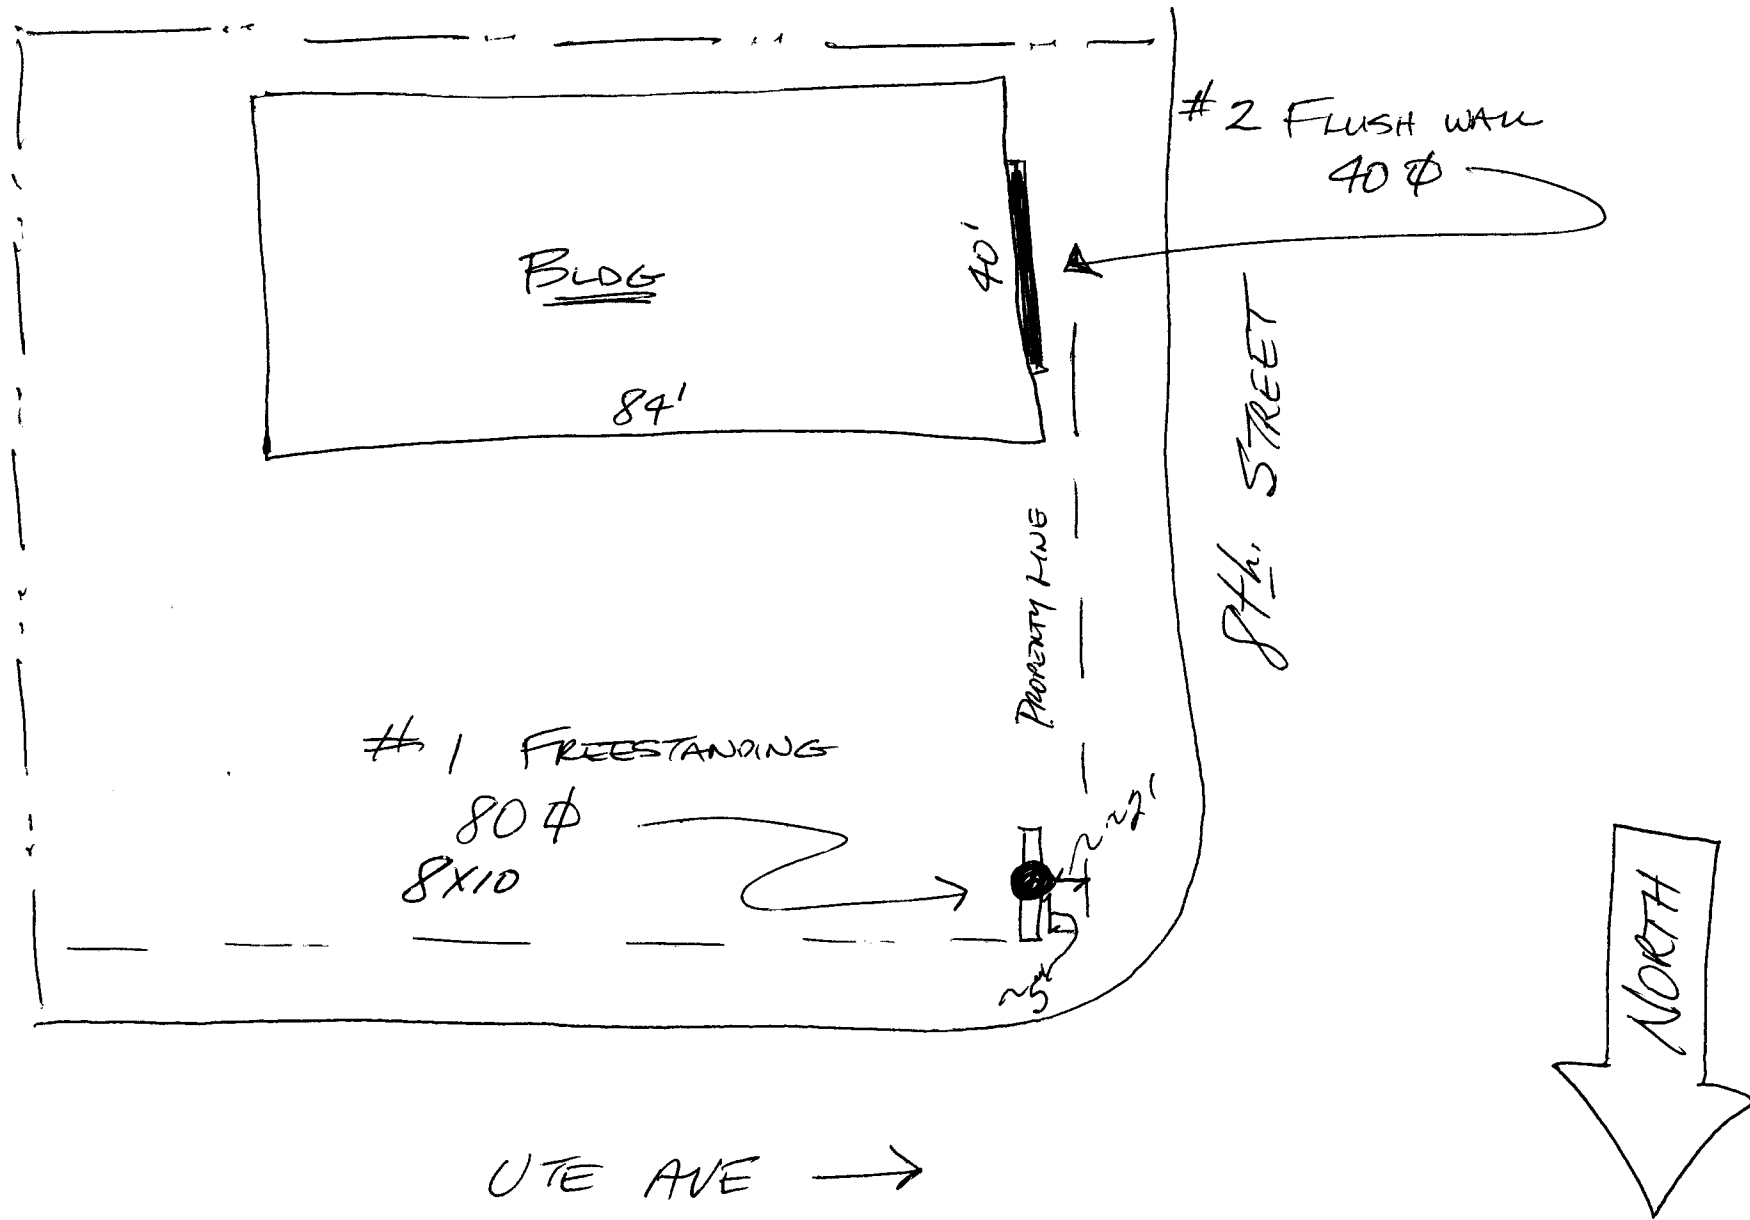 #2 FLUSH WALL
40 ⏍
BLDG
40'
84'
8th. STREET
PROPERTY LINE
#1 FREESTANDING
80 ⏍
8X10
~2'
~5'
NORTH
UTE AVE →